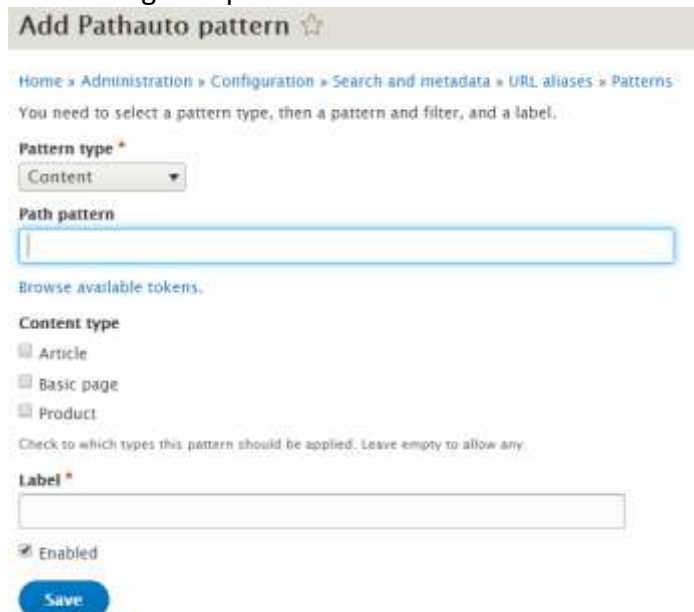 Add Pathauto pattern
Home » Administration » Configuration » Search and metadata » URL aliases » Patterns
You need to select a pattern type, then a pattern and filter, and a label.
Pattern type *
Content
Path pattern
Browse available tokens.
Content type
Article
Basic page
Product
Check to which types this pattern should be applied. Leave empty to allow any.
Label *
Enabled
Save